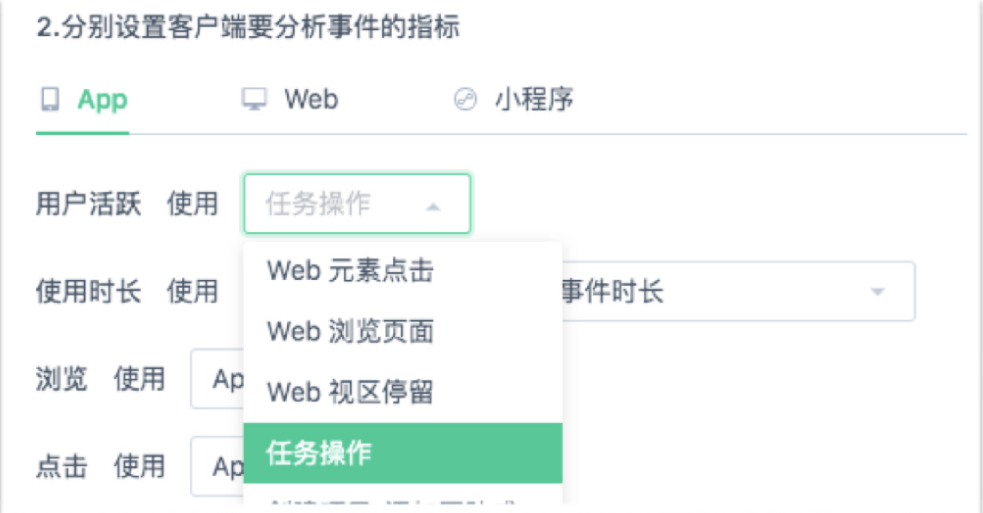 2.分别设置客户端要分析事件的指标
App Web 小程序
用户活跃 使用 任务操作
Web 元素点击
使用时长 使用 事件时长
Web 浏览页面
浏览 使用 Ap
Web 视区停留
任务操作
点击 使用 Ap